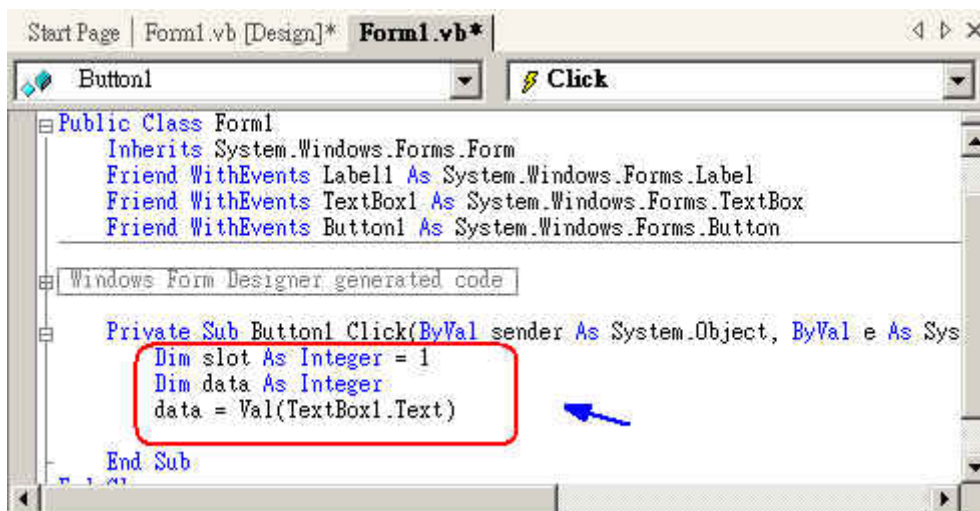 Start Page Form1.vb [Design]* Form1.vb*
Button1 Click
Public Class Form1
Inherits System.Windows.Forms.Form
Friend WithEvents Label1 As System.Windows.Forms.Label
Friend WithEvents TextBox1 As System.Windows.Forms.TextBox
Friend WithEvents Button1 As System.Windows.Forms.Button
Windows Form Designer generated code
Private Sub Button1_Click(ByVal sender As System.Object, ByVal e As Sys
Dim slot As Integer = 1
Dim data As Integer
data = Val(TextBox1.Text)
End Sub